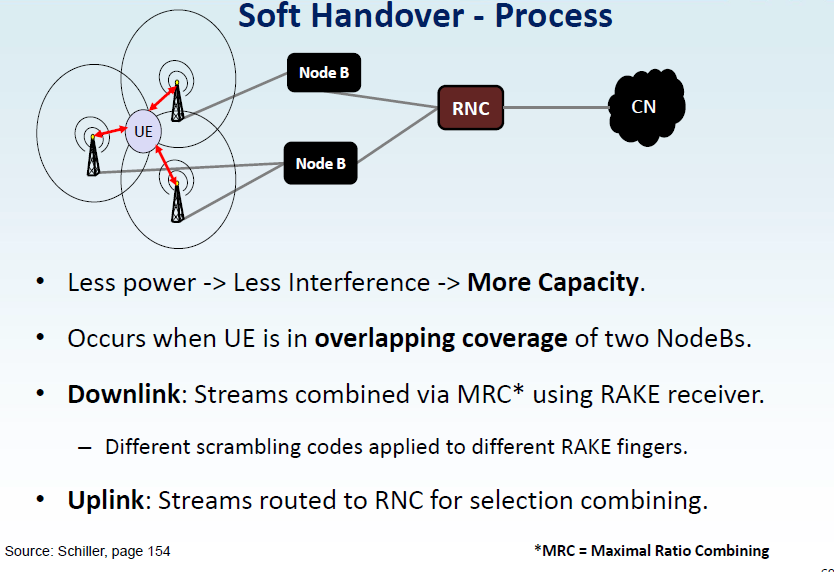 Soft Handover - Process
Node B
RNC
CN
UE
Node B
• Less power -> Less Interference -> More Capacity.
• Occurs when UE is in overlapping coverage of two NodeBs.
• Downlink: Streams combined via MRC* using RAKE receiver.
– Different scrambling codes applied to different RAKE fingers.
• Uplink: Streams routed to RNC for selection combining.
Source: Schiller, page 154
*MRC = Maximal Ratio Combining